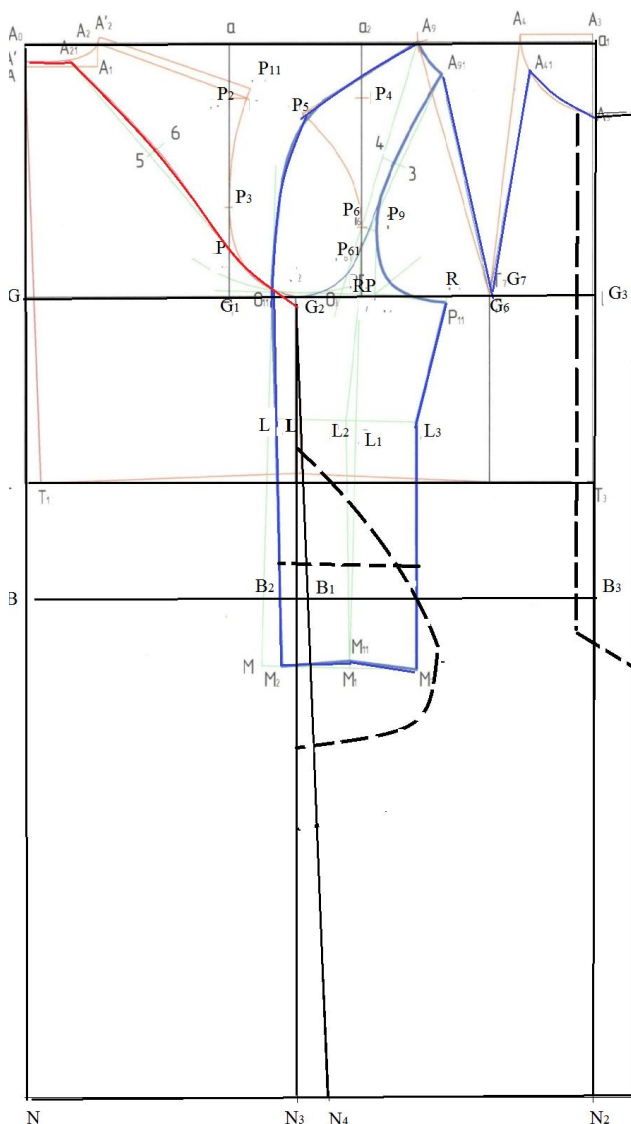 A₀ A₂ A'₂ a a₂ A₉ A₄ A₃
A' A₂₁ a₁
A A₁ P₁₁ A₉₁ A₄₁
P₂ P₅ P₄
6 4
5 3
P₃ P₆ P₉
P P₆₁
G G₁ G₂ RP R G₇ G₃
P₁₁ G₆
L L L₂ L₁ L₃
T₁ T₃
B B₂ B₁ B₃
M₁₁
M M₂ M₁ M
N N₃ N₄ N₂